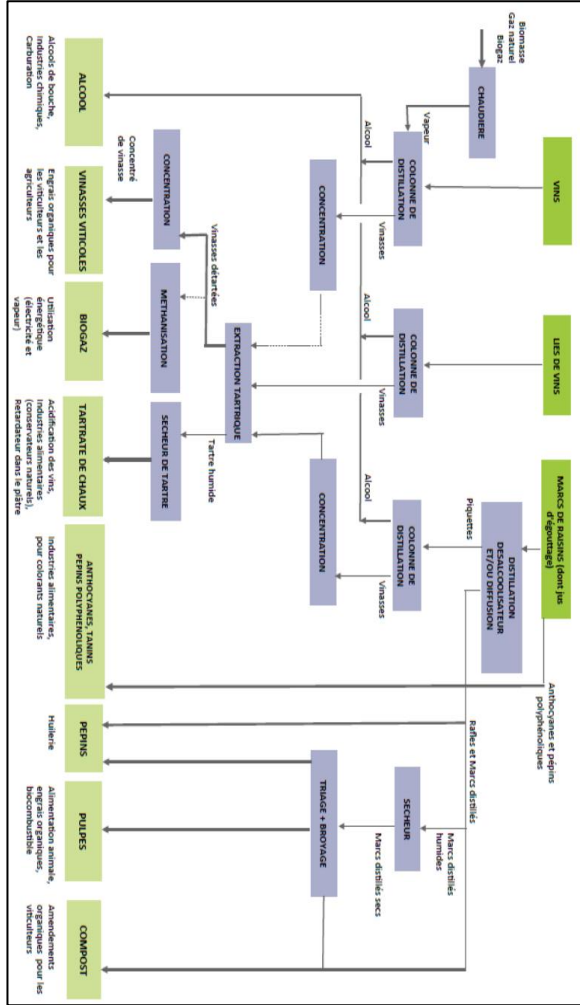 Biomasse
Gaz naturel
Biogaz
CHAUDIERE
Vapeur
VINS
LIES DE VINS
MARCS DE RAISINS (dont jus
d'égouttage)
COLONNE DE
DISTILLATION
Alcool
Vinasses
CONCENTRATION
COLONNE DE
DISTILLATION
Alcool
Vinasses
DISTILLATION
DESALCOOLISATEUR
ET/OU DIFFUSION
Piquettes
COLONNE DE
DISTILLATION
Alcool
Vinasses
CONCENTRATION
Anthocyanes et pépins
polyphénoliques
Rafles et Marcs distillés
Marcs distillés
humides
SECHEUR
Marcs distillés secs
TRIAGE + BROYAGE
EXTRACTION TARTRIQUE
Vinasses détartrées
Tartre humide
CONCENTRATION
METHANISATION
SECHEUR DE TARTRE
Concentré
de vinasse
ALCOOL
Alcools de bouche,
Industries chimiques,
Carburation
VINASSES VITICOLES
Engrais organiques pour
les viticulteurs et les
agriculteurs
BIOGAZ
Utilisation
énergétique
(électricité et
vapeur)
TARTRATE DE CHAUX
Acidification des vins,
Industries alimentaires
(conservateurs naturels),
Retardateur dans le plâtre
ANTHOCYANES, TANINS
PEPINS POLYPHENOLIQUES
Industries alimentaires,
pour colorants naturels
PEPINS
Huilerie
PULPES
Alimentation animale,
engrais organiques,
biocombustible
COMPOST
Amendements
organiques pour les
viticulteurs